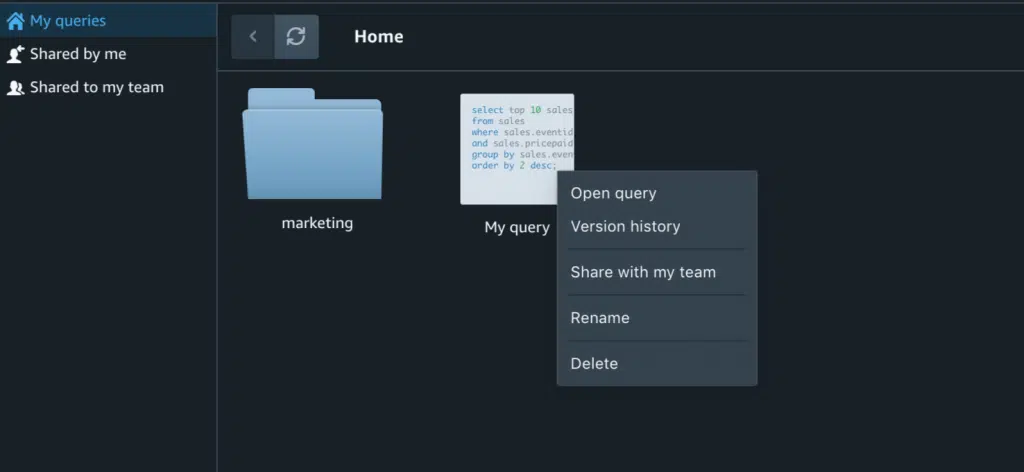 My queries
Shared by me
Shared to my team
Home
marketing
select top 10 sales
from sales
where sales.eventid
and sales.pricepaid
group by sales.even
order by 2 desc;
My query
Open query
Version history
Share with my team
Rename
Delete